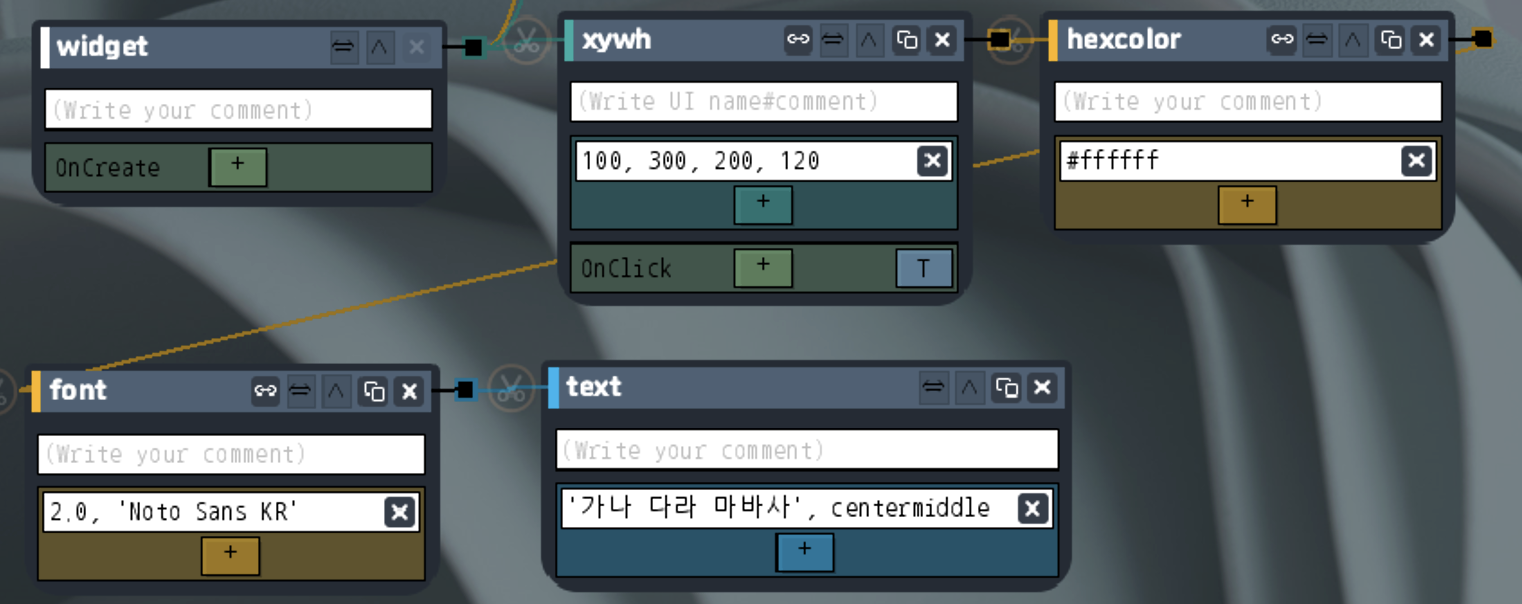 widget
(Write your comment)
OnCreate +
xywh
(Write UI name#comment)
100, 300, 200, 120
+
OnClick + T
hexcolor
(Write your comment)
#ffffff
+
font
(Write your comment)
2.0, 'Noto Sans KR'
+
text
(Write your comment)
'가나 다라 마바사', centermiddle
+